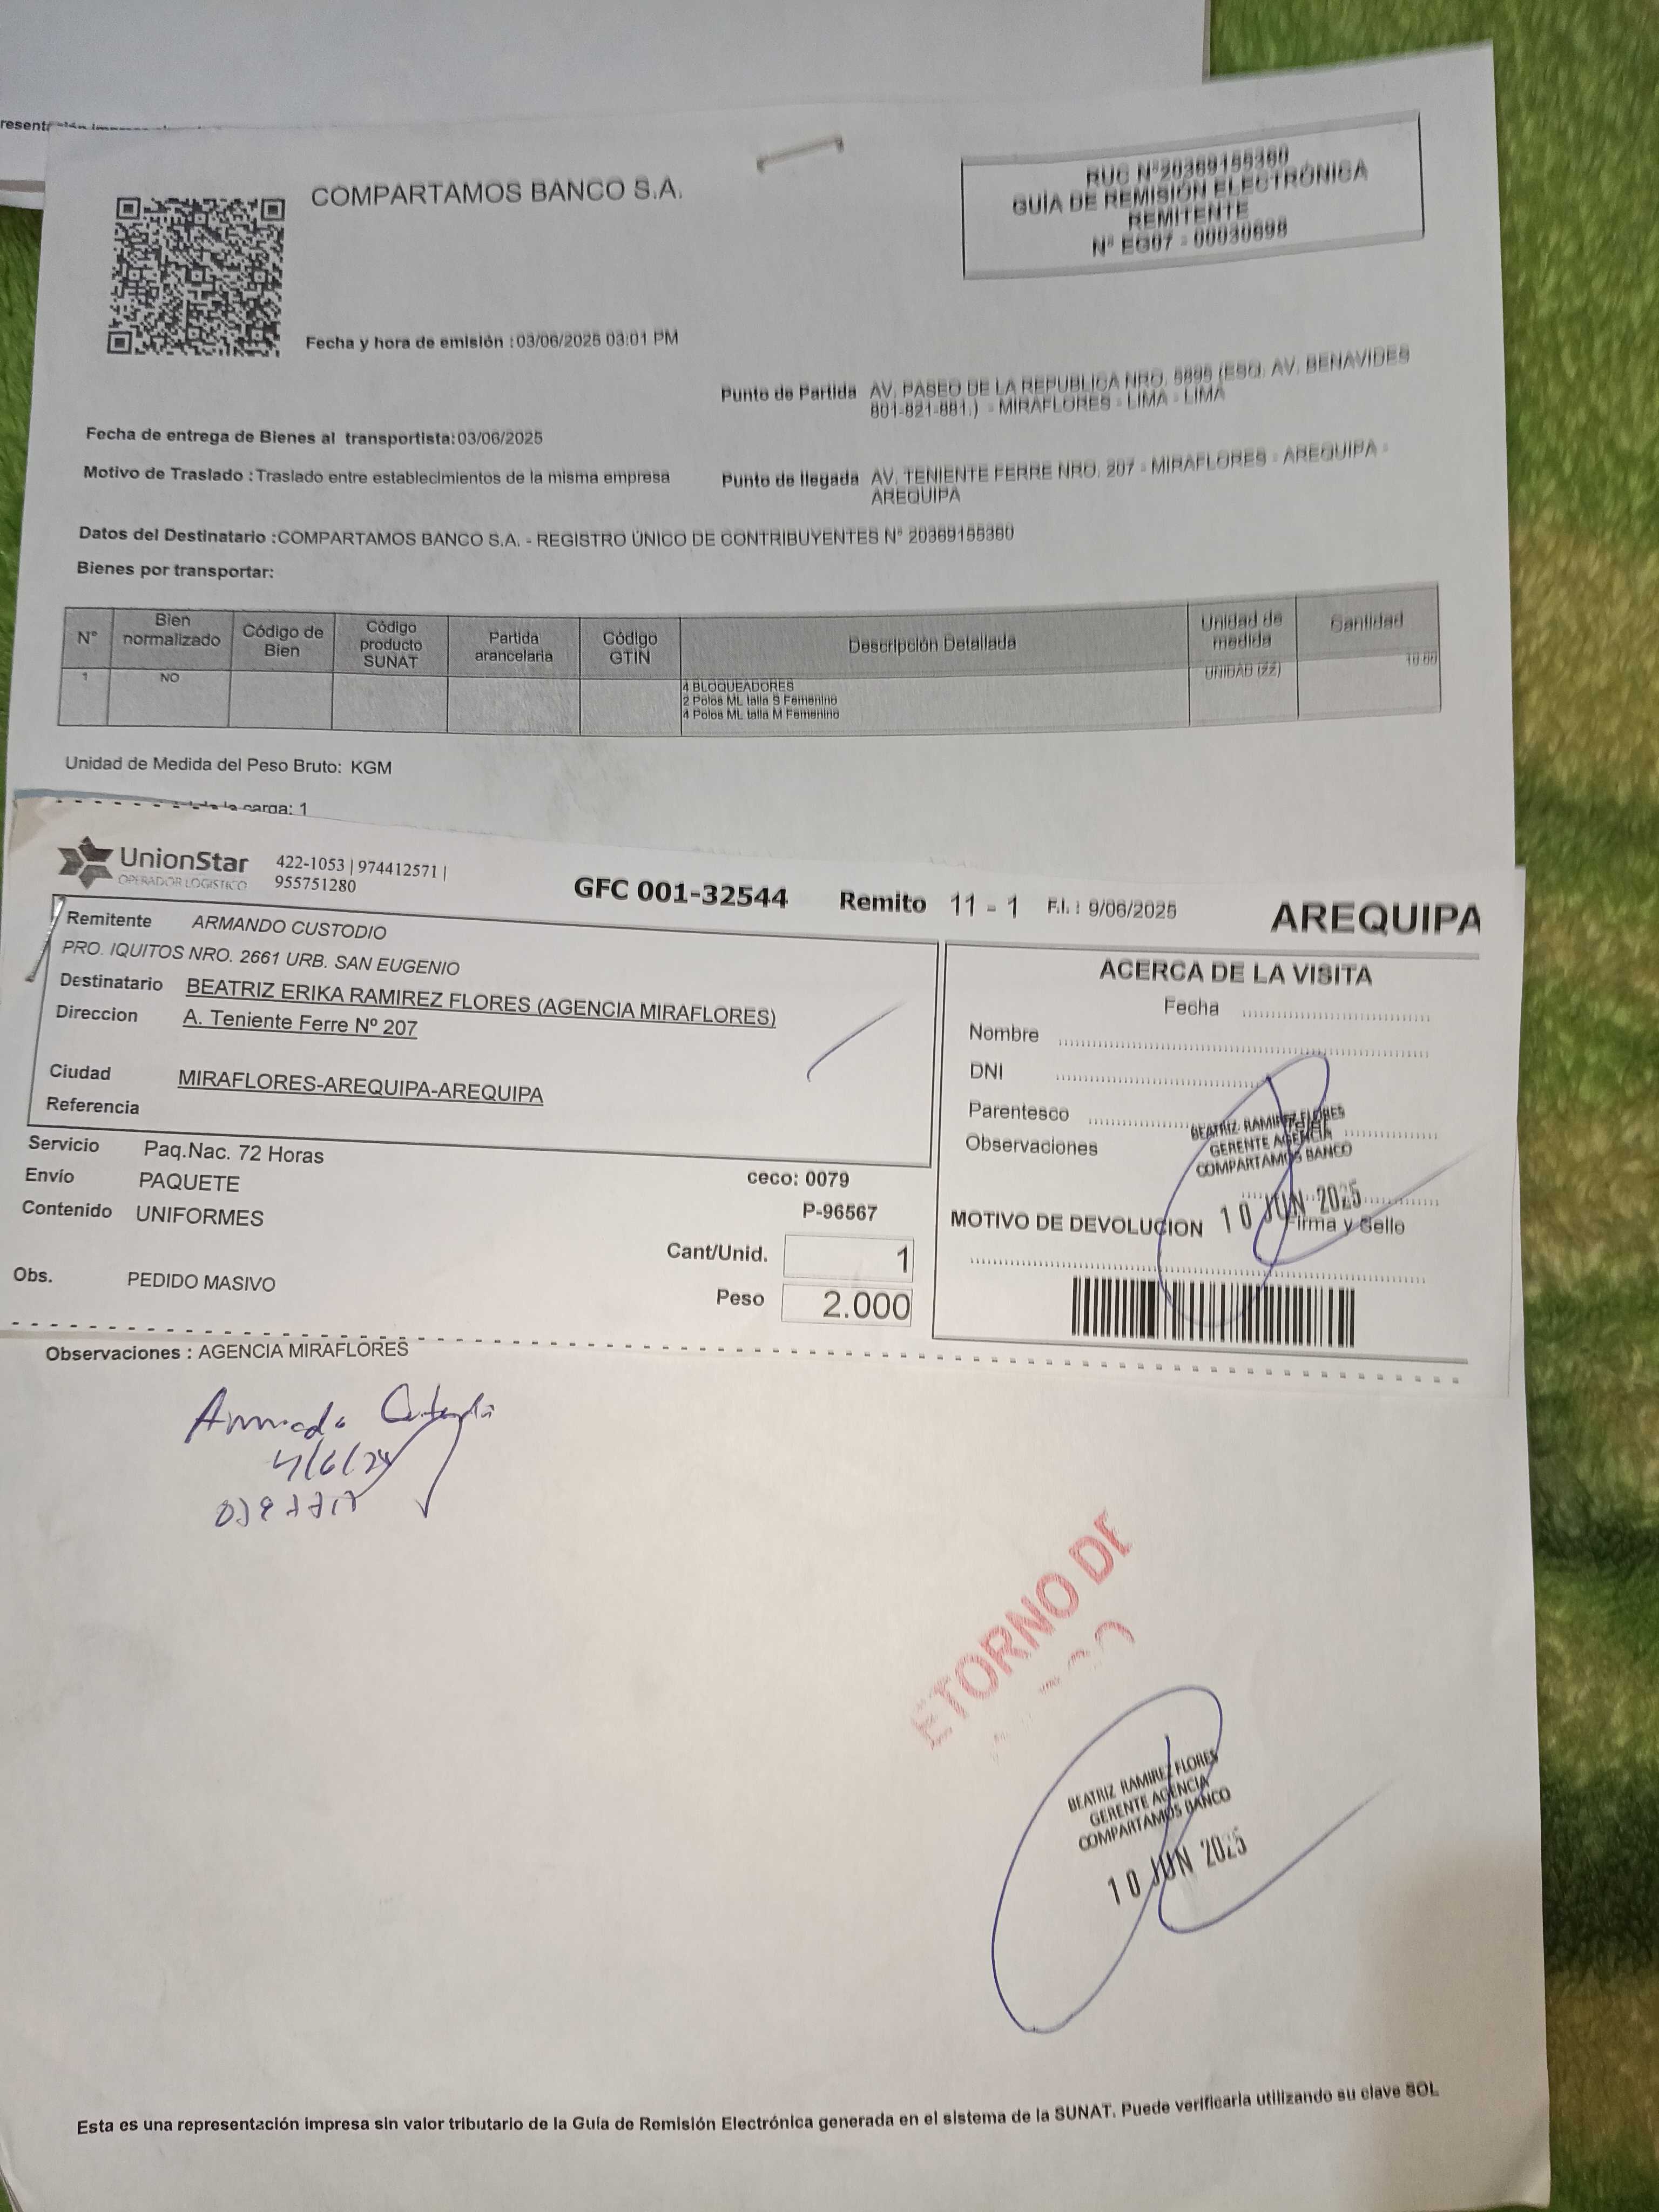 COMPARTAMOS BANCO S.A.
RUC N°20369155360
GUÍA DE REMISIÓN ELECTRÓNICA
REMITENTE
N° EG07 - 00030698
Fecha y hora de emisión : 03/06/2025 03:01 PM
Punto de Partida AV. PASEO DE LA REPUBLICA NRO. 5895 (ESQ. AV. BENAVIDES
801-821-881.) - MIRAFLORES - LIMA - LIMA
Fecha de entrega de Bienes al transportista: 03/06/2025
Motivo de Traslado : Traslado entre establecimientos de la misma empresa
Punto de llegada AV. TENIENTE FERRE NRO. 207 - MIRAFLORES - AREQUIPA -
AREQUIPA
Datos del Destinatario : COMPARTAMOS BANCO S.A. - REGISTRO ÚNICO DE CONTRIBUYENTES N° 20369155360
Bienes por transportar:
N° Bien normalizado Código de Bien Código producto SUNAT Partida arancelaria Código GTIN Descripción Detallada Unidad de medida Cantidad
1 NO 4 BLOQUEADORES UNIDAD (ZZ) 10.00
2 Polos ML talla S Femenino
4 Polos ML talla M Femenino
Unidad de Medida del Peso Bruto: KGM
la carga: 1
UnionStar
OPERADOR LOGISTICO
422-1053 | 974412571 |
955751280
GFC 001-32544 Remito 11 - 1 F.I. : 9/06/2025 AREQUIPA
Remitente ARMANDO CUSTODIO
PRO. IQUITOS NRO. 2661 URB. SAN EUGENIO
Destinatario BEATRIZ ERIKA RAMIREZ FLORES (AGENCIA MIRAFLORES)
Direccion A. Teniente Ferre Nº 207
Ciudad MIRAFLORES-AREQUIPA-AREQUIPA
Referencia
Servicio Paq.Nac. 72 Horas
Envío PAQUETE
Contenido UNIFORMES
Obs. PEDIDO MASIVO
ceco: 0079
P-96567
Cant/Unid. 1
Peso 2.000
ACERCA DE LA VISITA
Fecha
Nombre
DNI
Parentesco
Observaciones
BEATRIZ RAMIREZ FLORES
GERENTE AGENCIA
COMPARTAMOS BANCO
10 JUN 2025
Firma y Sello
MOTIVO DE DEVOLUCION
Observaciones : AGENCIA MIRAFLORES
ETORNO DE
BEATRIZ RAMIREZ FLORES
GERENTE AGENCIA
COMPARTAMOS BANCO
10 JUN 2025
Esta es una representación impresa sin valor tributario de la Guía de Remisión Electrónica generada en el sistema de la SUNAT. Puede verificarla utilizando su clave SOL